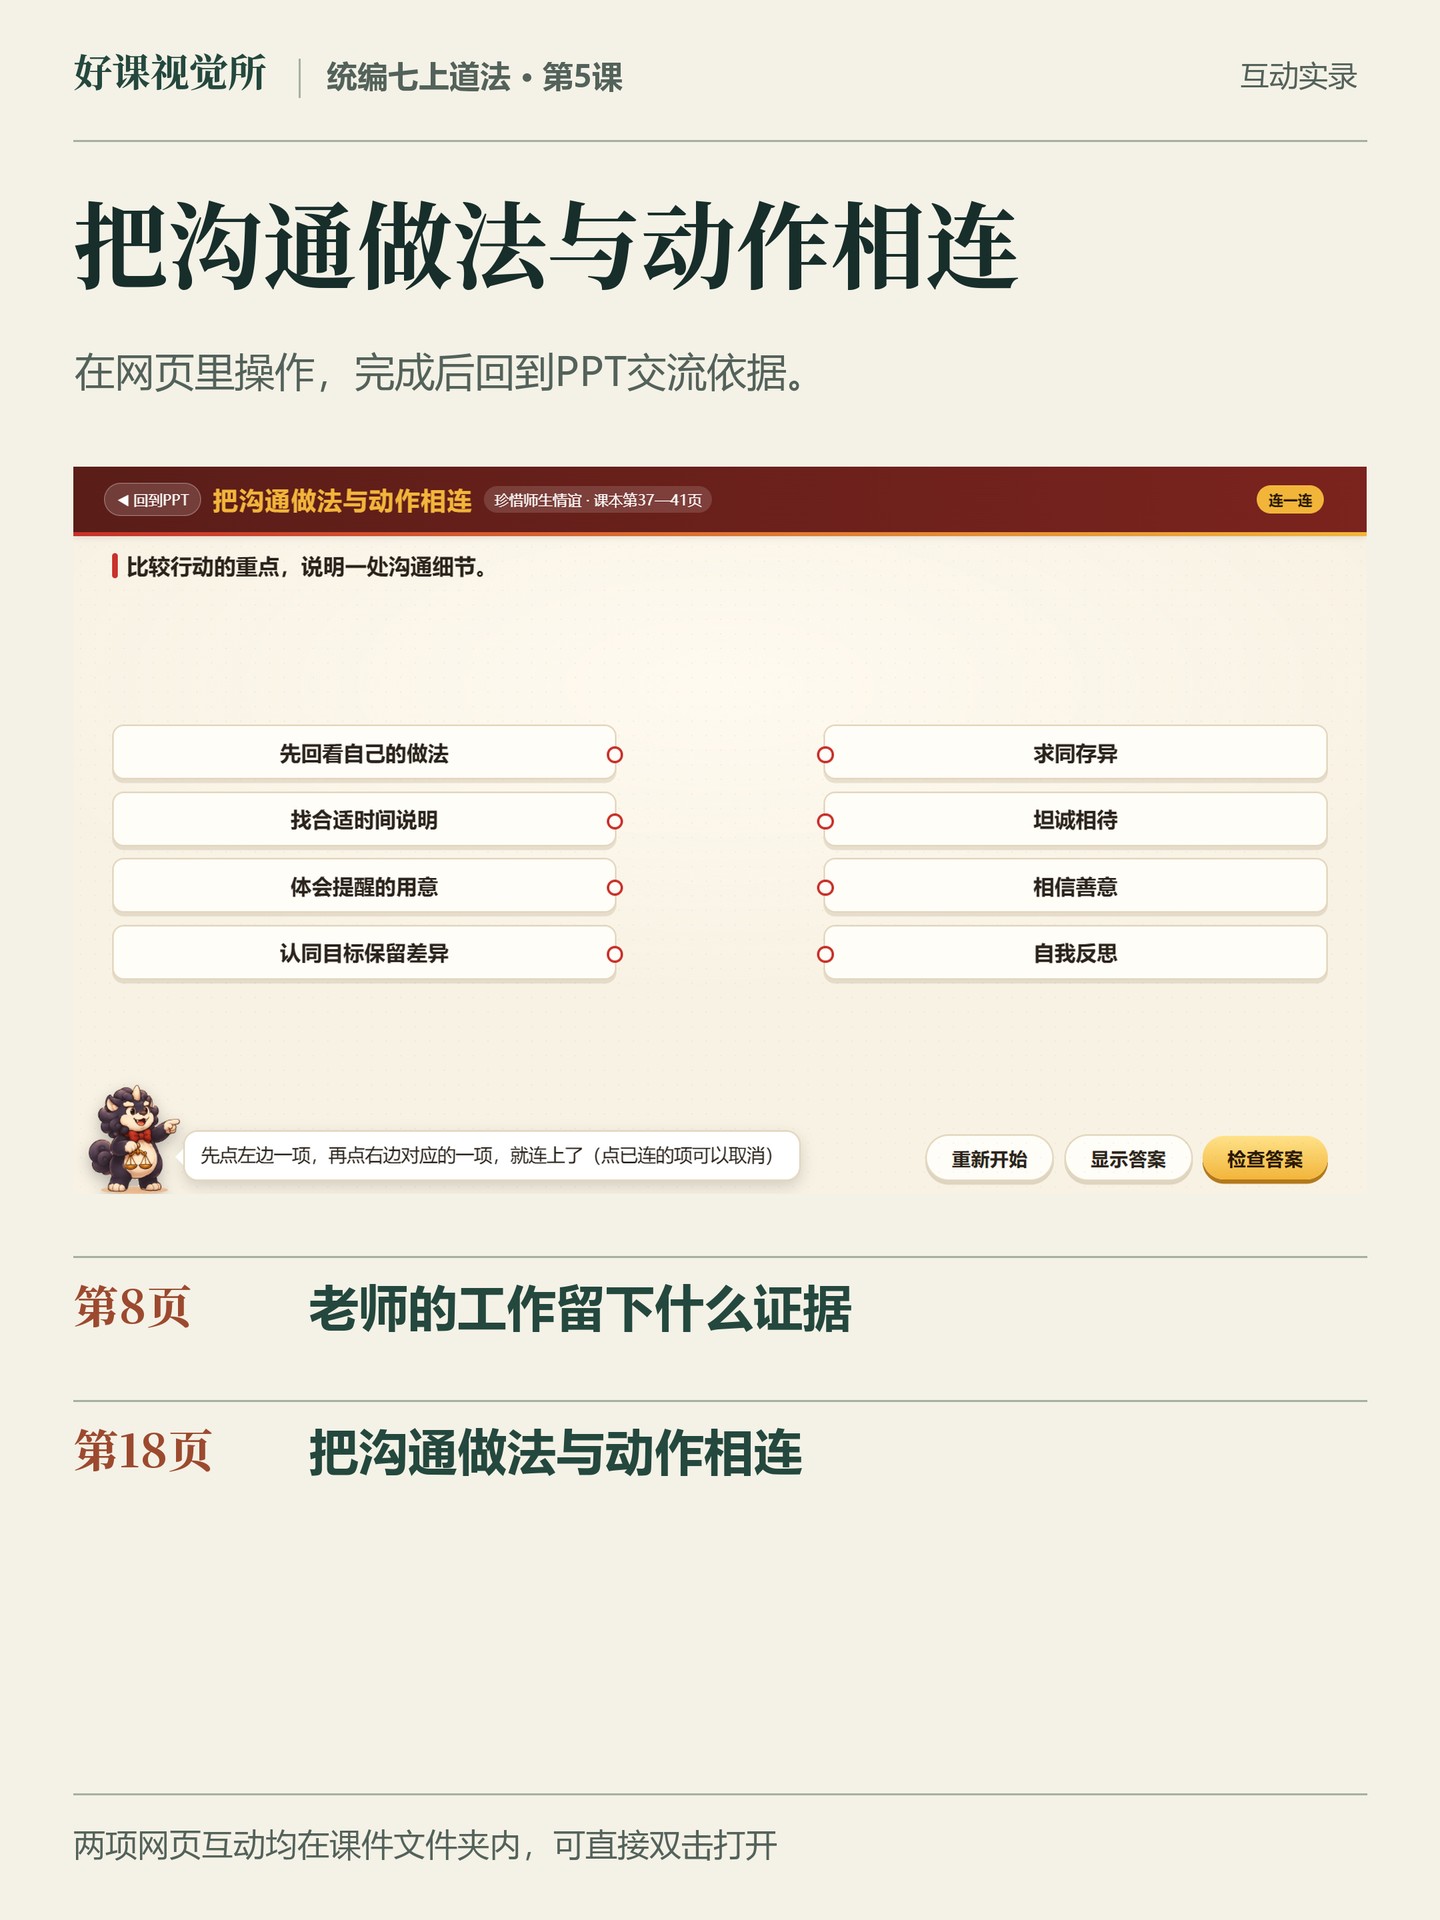 好课视觉所
统编七上道法·第5课
互动实录
把沟通做法与动作相连
在网页里操作，完成后回到PPT交流依据。
◀ 回到PPT
把沟通做法与动作相连
珍惜师生情谊·课本第37—41页
连一连
比较行动的重点，说明一处沟通细节。
先回看自己的做法
求同存异
找合适时间说明
坦诚相待
体会提醒的用意
相信善意
认同目标保留差异
自我反思
先点左边一项，再点右边对应的一项，就连上了（点已连的项可以取消）
重新开始
显示答案
检查答案
第8页
老师的工作留下什么证据
第18页
把沟通做法与动作相连
两项网页互动均在课件文件夹内，可直接双击打开